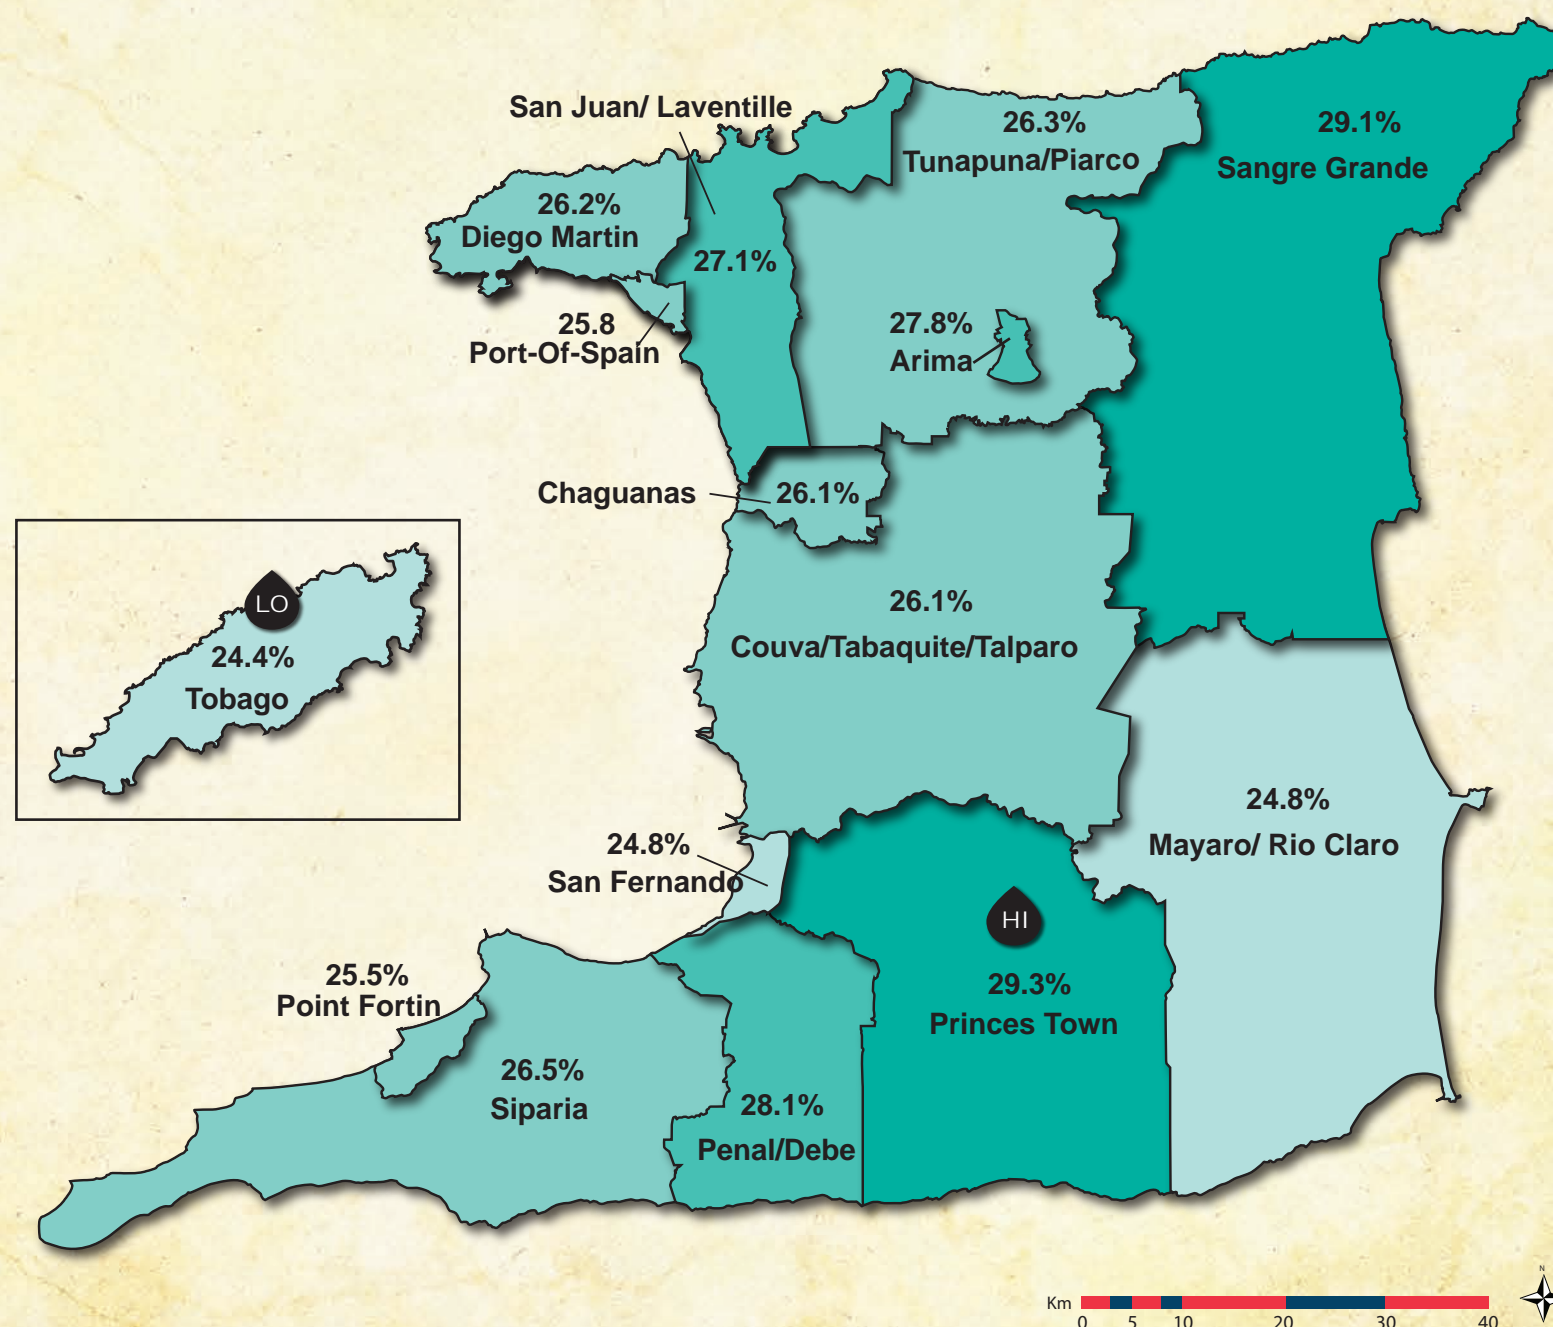 San Juan/ Laventille
26.3%
Tunapuna/Piarco
29.1%
Sangre Grande
26.2%
Diego Martin
27.1%
25.8
Port-Of-Spain
27.8%
Arima
Chaguanas
26.1%
LO
24.4%
Tobago
26.1%
Couva/Tabaquite/Talparo
24.8%
Mayaro/ Rio Claro
24.8%
San Fernando
HI
29.3%
Princes Town
25.5%
Point Fortin
26.5%
Siparia
28.1%
Penal/Debe
N
Km
0 5 10 20 30 40